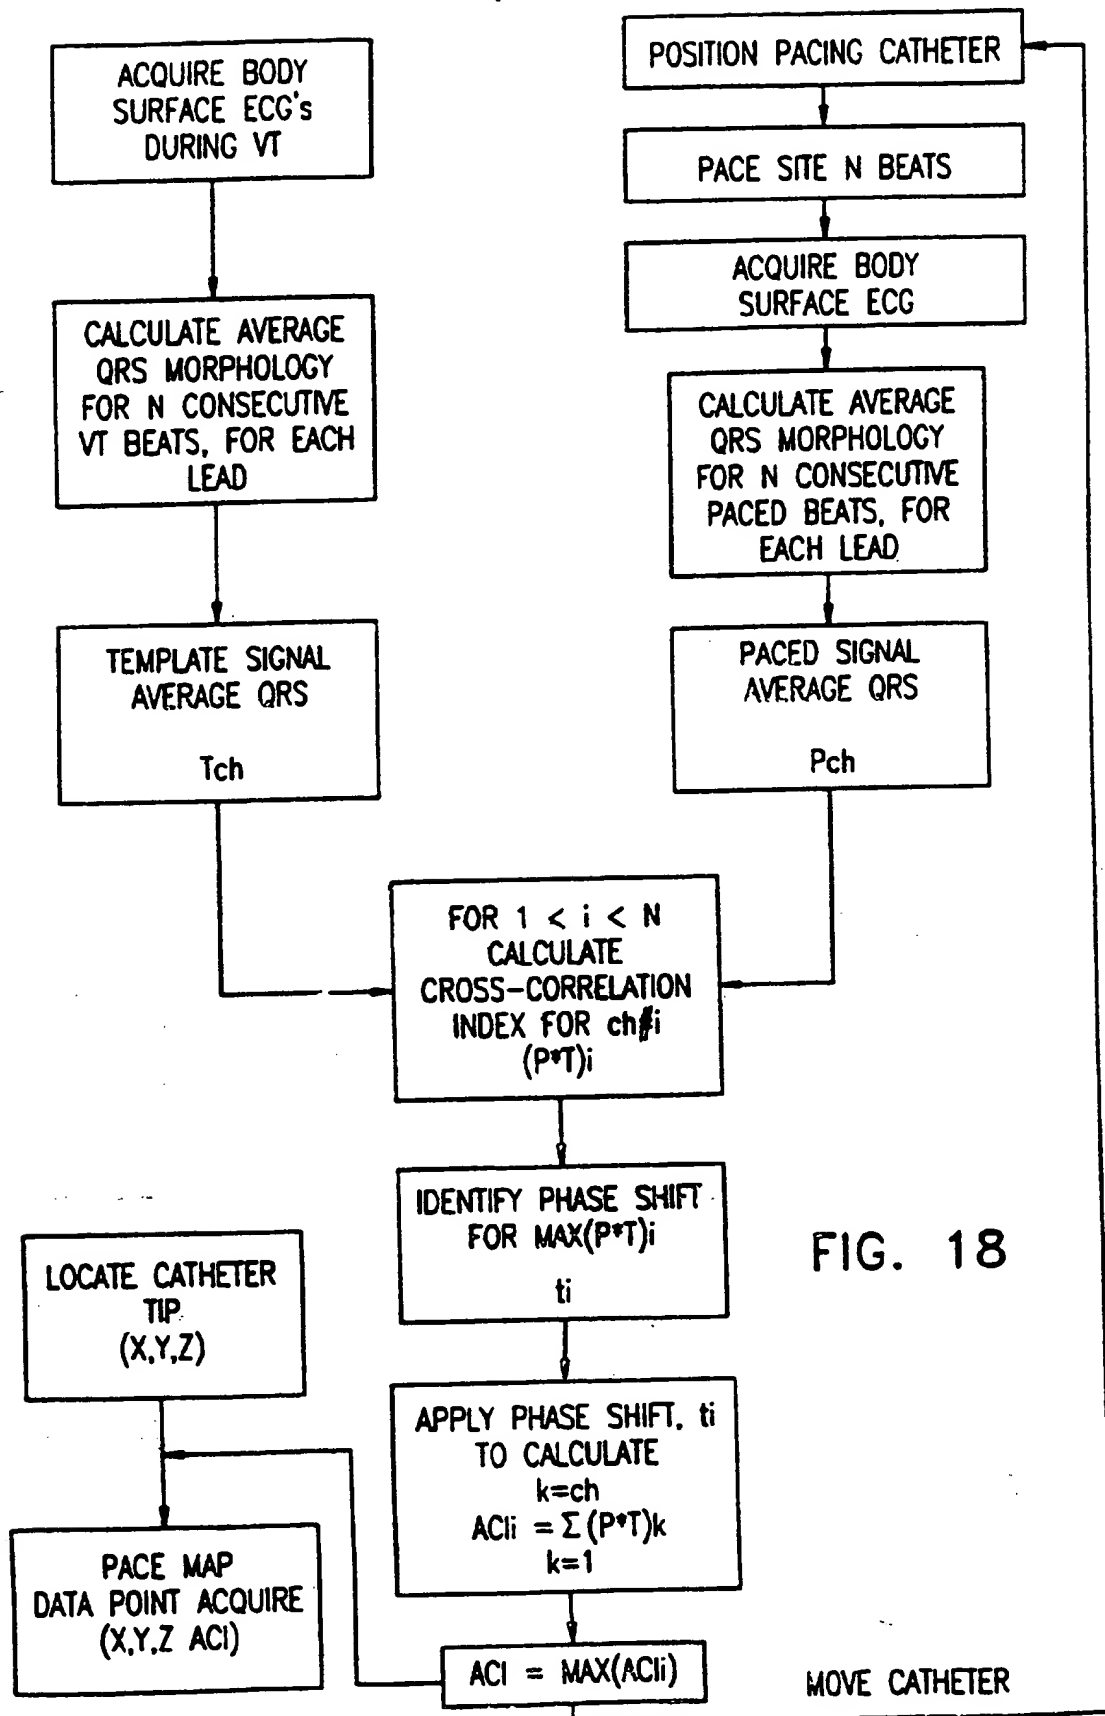 ACQUIRE BODY
SURFACE ECG's
DURING VT
CALCULATE AVERAGE
QRS MORPHOLOGY
FOR N CONSECUTIVE
VT BEATS, FOR EACH
LEAD
TEMPLATE SIGNAL
AVERAGE QRS
Tch
POSITION PACING CATHETER
PACE SITE N BEATS
ACQUIRE BODY
SURFACE ECG
CALCULATE AVERAGE
QRS MORPHOLOGY
FOR N CONSECUTIVE
PACED BEATS, FOR
EACH LEAD
PACED SIGNAL
AVERAGE QRS
Pch
FOR 1 < i < N
CALCULATE
CROSS-CORRELATION
INDEX FOR ch#i
(P*T)i
IDENTIFY PHASE SHIFT
FOR MAX(P*T)i
ti
FIG. 18
LOCATE CATHETER
TIP
(X,Y,Z)
APPLY PHASE SHIFT, ti
TO CALCULATE
k=ch
ACIi = Σ(P*T)k
k=1
PACE MAP
DATA POINT ACQUIRE
(X,Y,Z ACI)
ACI = MAX(ACIi)
MOVE CATHETER